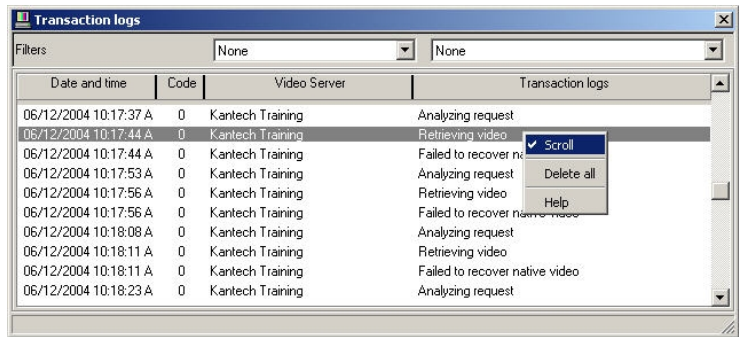 Transaction logs
Filters None None
Date and time Code Video Server Transaction logs
06/12/2004 10:17:37 A 0 Kantech Training Analyzing request
06/12/2004 10:17:44 A 0 Kantech Training Retrieving video
Scroll
06/12/2004 10:17:44 A 0 Kantech Training Failed to recover
06/12/2004 10:17:53 A 0 Kantech Training Analyzing request
Delete all
06/12/2004 10:17:56 A 0 Kantech Training Retrieving video
Help
06/12/2004 10:17:56 A 0 Kantech Training Failed to recover native video
06/12/2004 10:18:08 A 0 Kantech Training Analyzing request
06/12/2004 10:18:11 A 0 Kantech Training Retrieving video
06/12/2004 10:18:11 A 0 Kantech Training Failed to recover native video
06/12/2004 10:18:23 A 0 Kantech Training Analyzing request